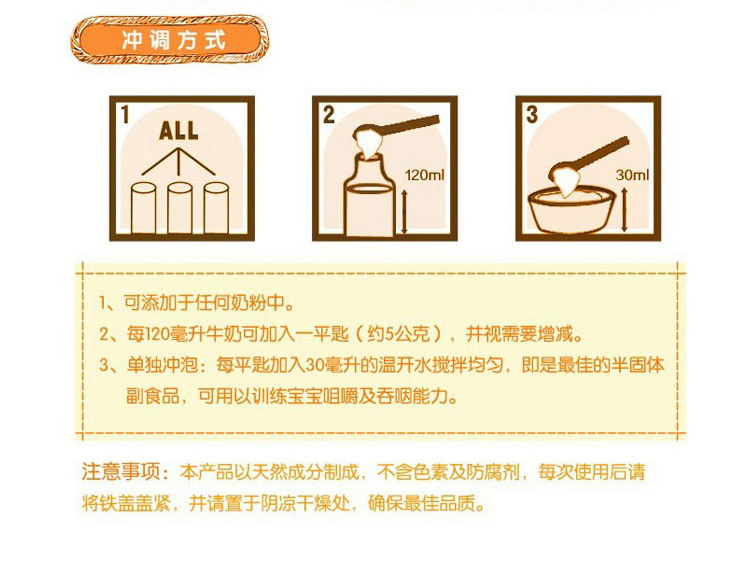 冲调方式
1
ALL
2
120ml
3
30ml
1、可添加于任何奶粉中。
2、每120毫升牛奶可加入一平匙（约5公克），并视需要增减。
3、单独冲泡：每平匙加入30毫升的温开水搅拌均匀，即是最佳的半固体
副食品，可用以训练宝宝咀嚼及吞咽能力。
注意事项：本产品以天然成分制成，不含色素及防腐剂，每次使用后请
将铁盖盖紧，并请置于阴凉干燥处，确保最佳品质。